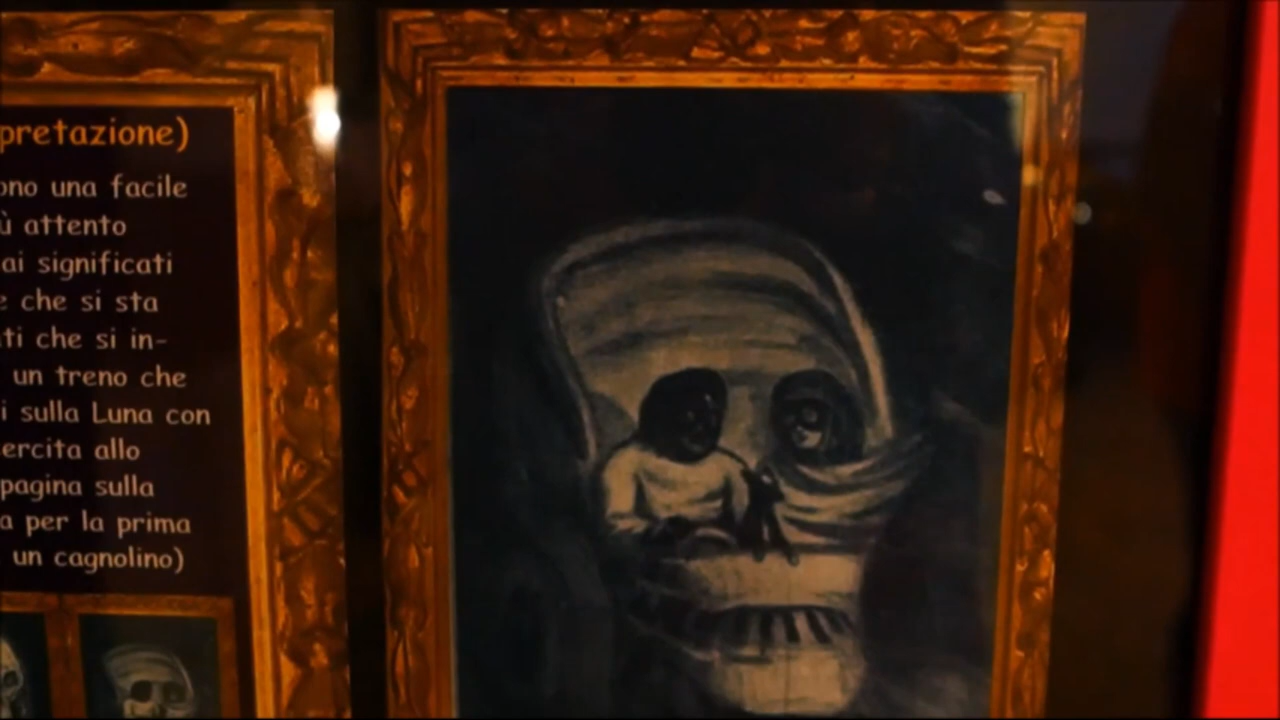 pretazione)
ono una facile
ù attento
ai significati
e che si sta
ti che si in-
un treno che
i sulla Luna con
ercita allo
pagina sulla
a per la prima
un cagnolino)